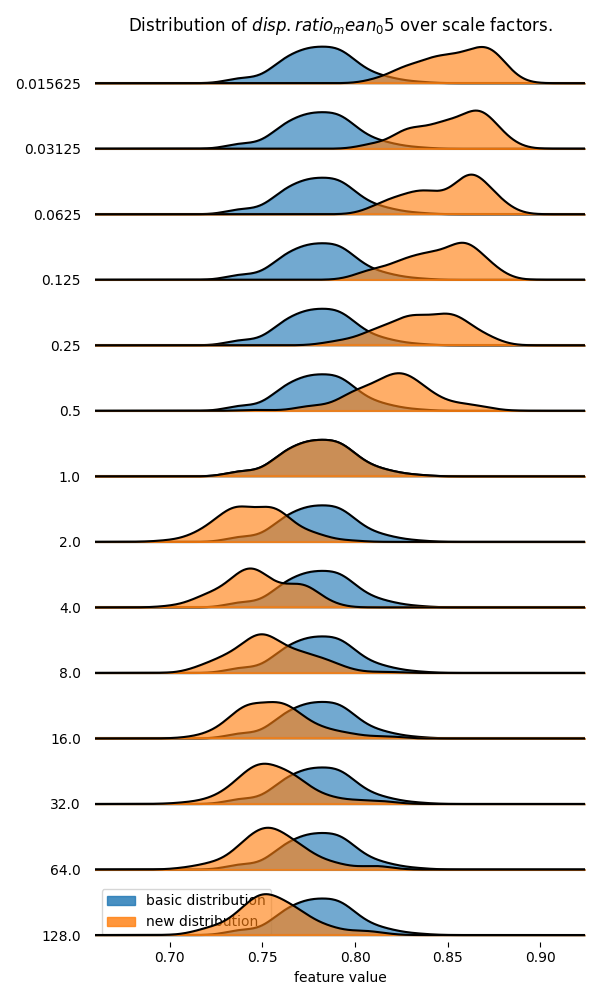 Distribution of disp.ratio_mean_05 over scale factors.
0.015625
0.03125
0.0625
0.125
0.25
0.5
1.0
2.0
4.0
8.0
16.0
32.0
64.0
basic distribution
new distribution
128.0
0.70 0.75 0.80 0.85 0.90
feature value